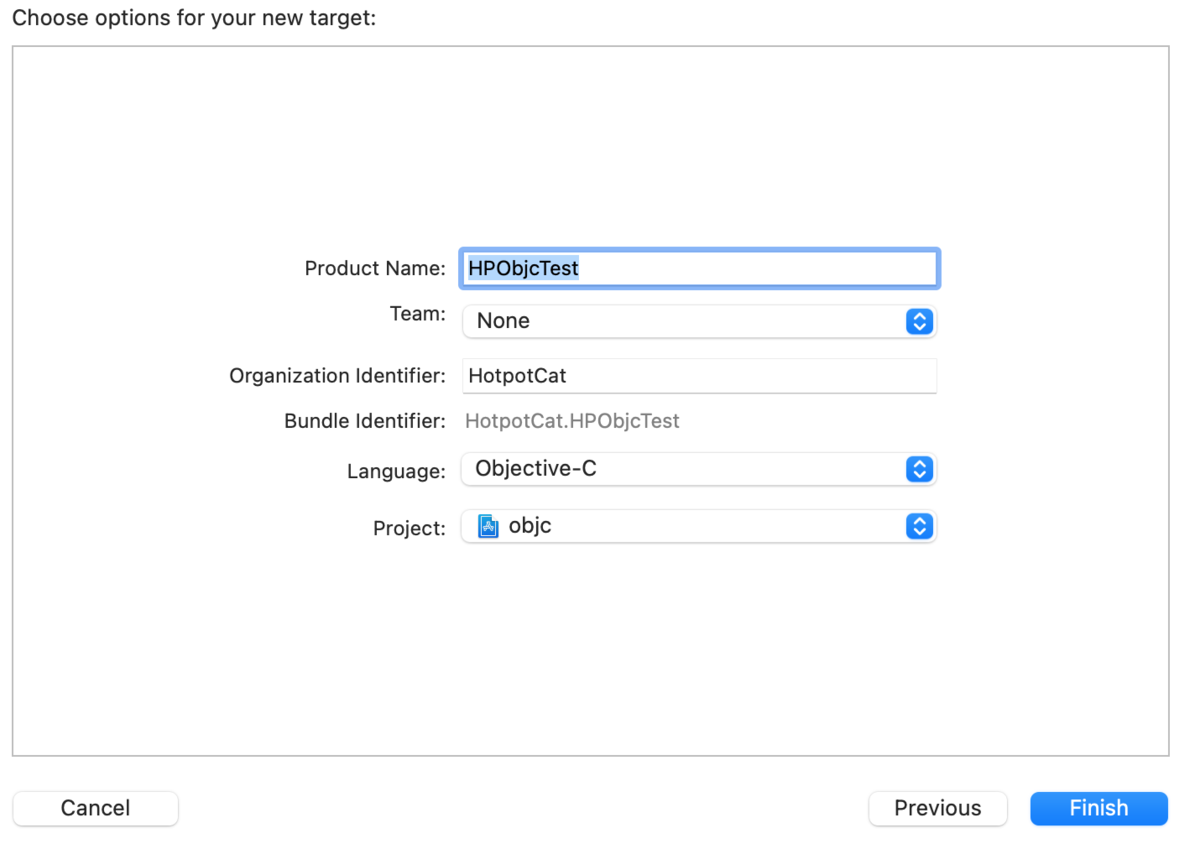 Choose options for your new target:
Product Name: HPObjcTest
Team: None
Organization Identifier: HotpotCat
Bundle Identifier: HotpotCat.HPObjcTest
Language: Objective-C
Project: objc
Cancel Previous Finish